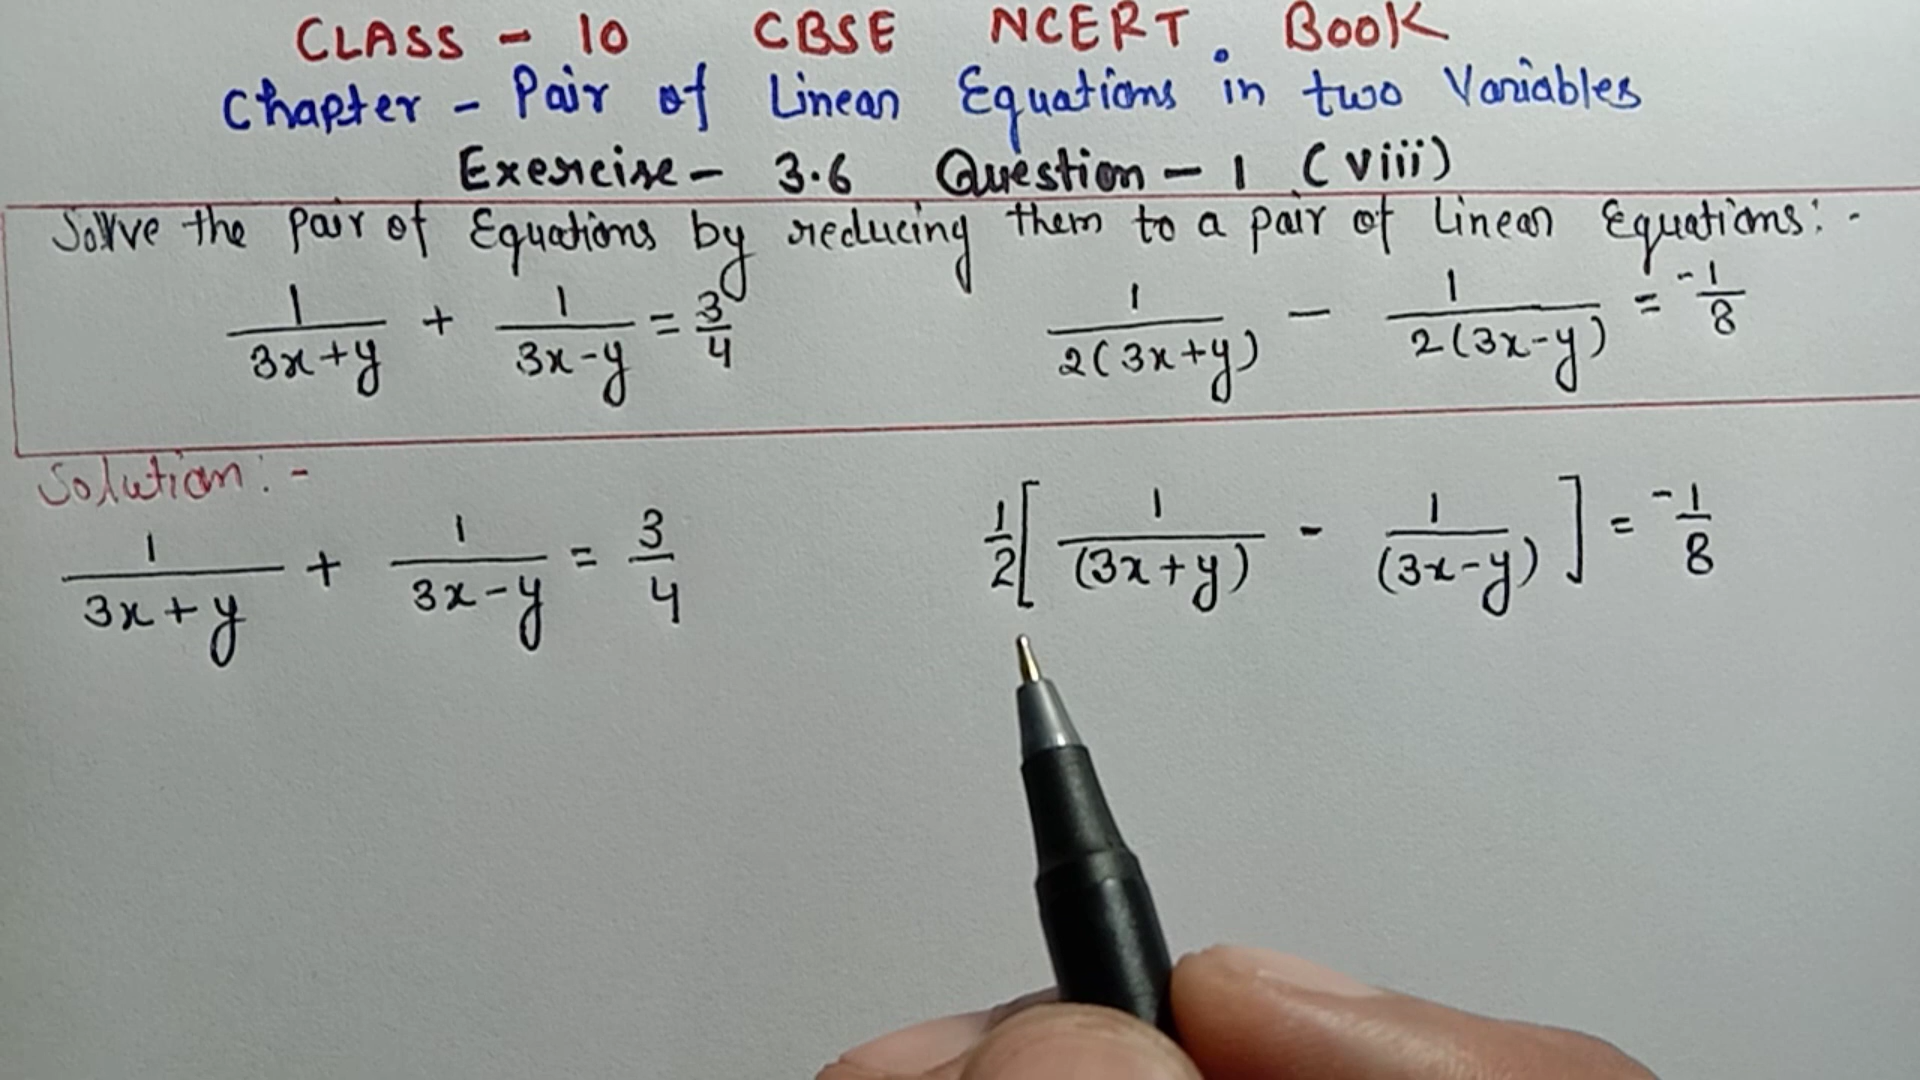 CLASS - 10 CBSE NCERT Book
Chapter - Pair of Linear Equations in two Variables
Exercise - 3.6 Question - 1 (viii)
Solve the pair of Equations by reducing them to a pair of Linear Equations: -
1/(3x+y) + 1/(3x-y) = 3/4 1/(2(3x+y)) - 1/(2(3x-y)) = -1/8
Solution: -
1/(3x+y) + 1/(3x-y) = 3/4 1/2[1/(3x+y) - 1/(3x-y)] = -1/8